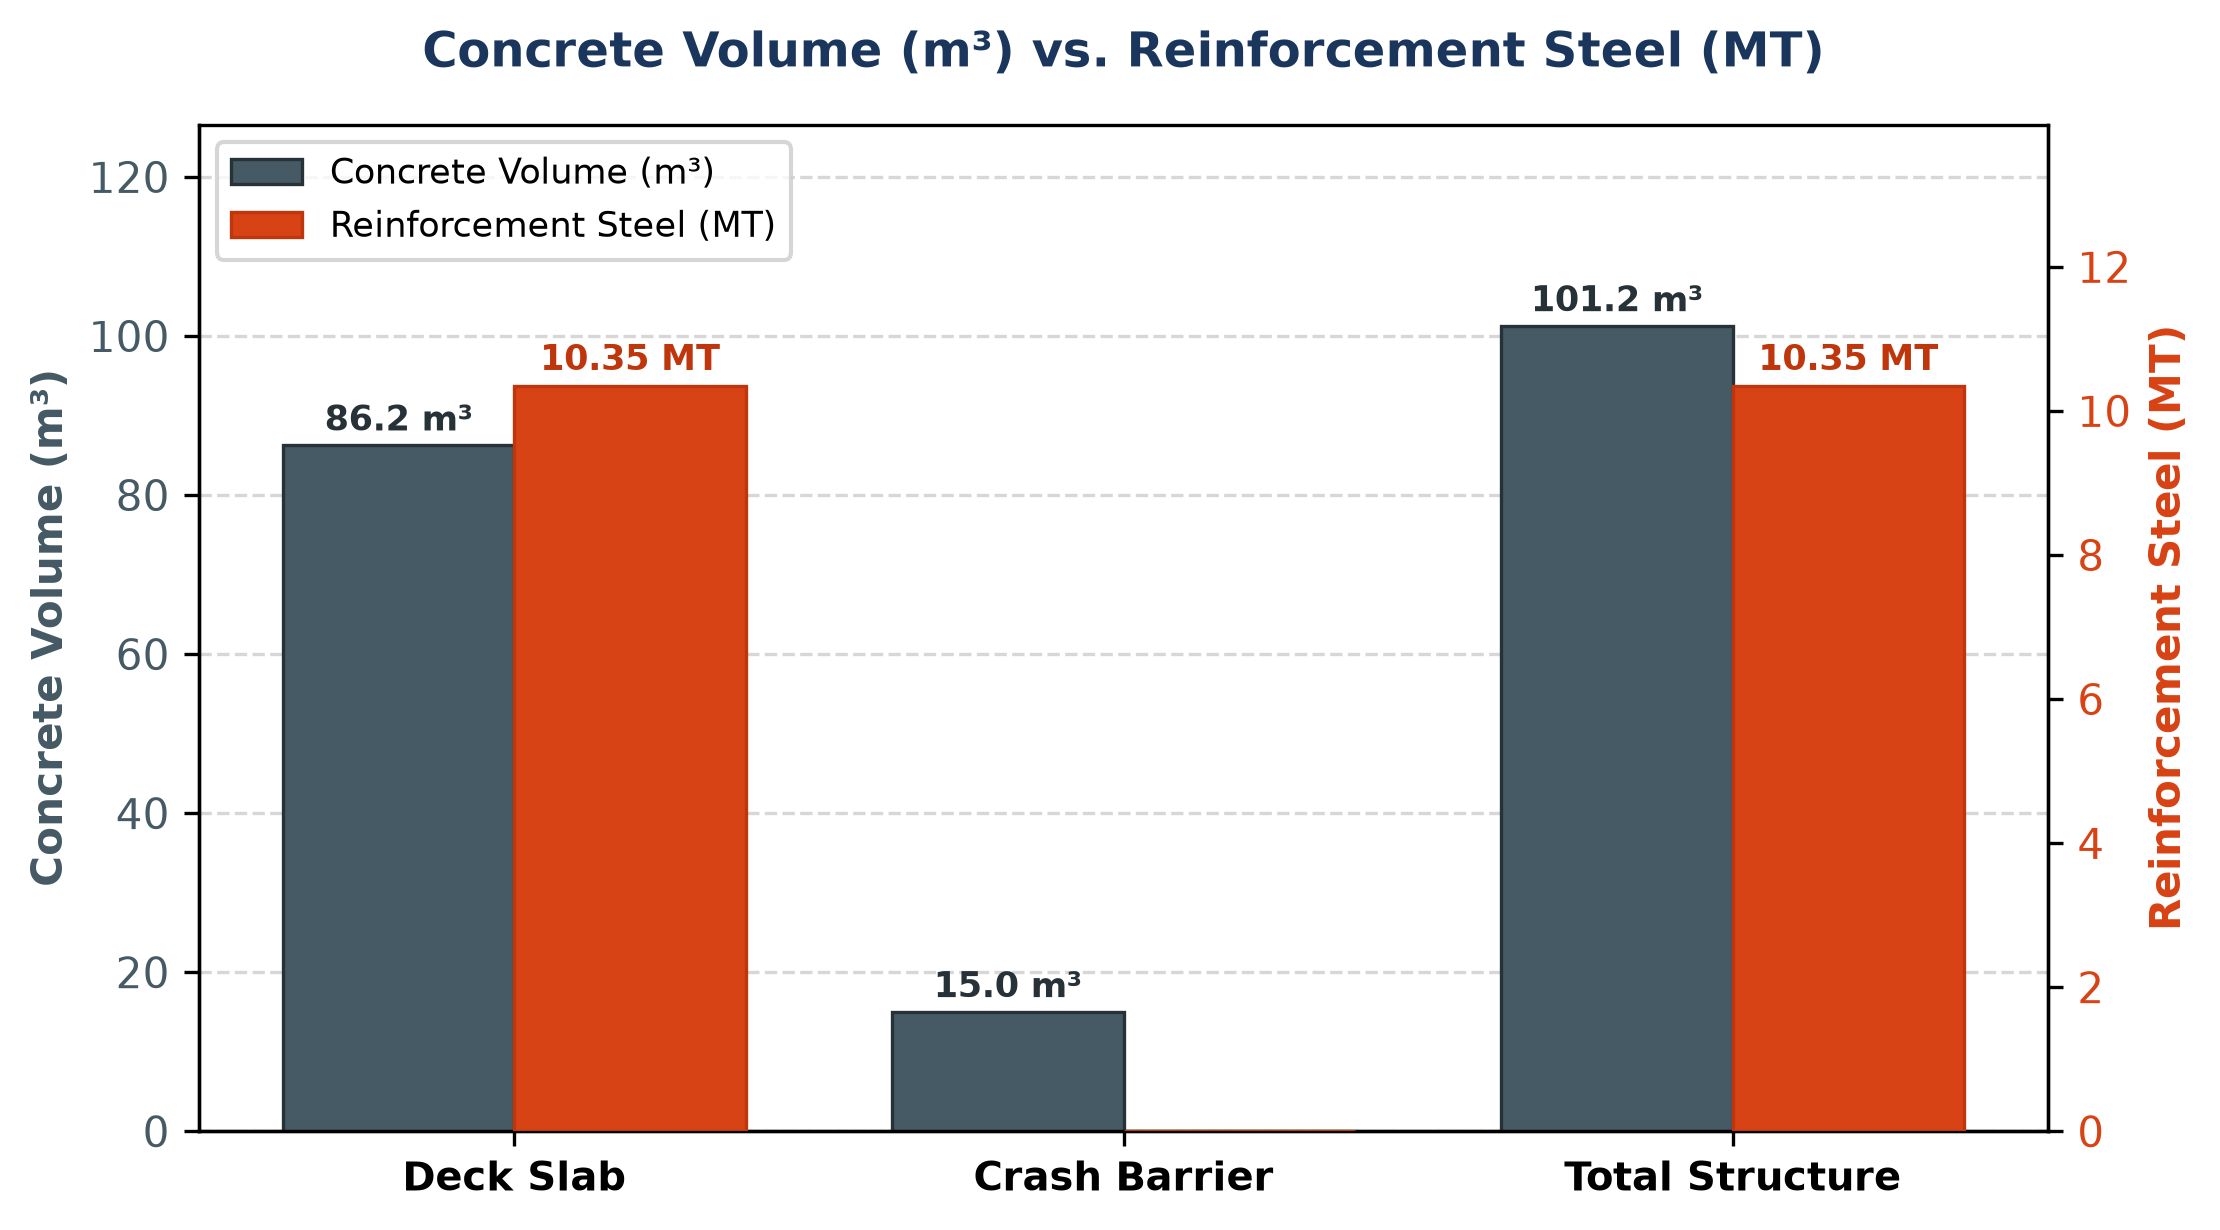 Concrete Volume (m³) vs. Reinforcement Steel (MT)
Concrete Volume (m³)
Reinforcement Steel (MT)
120
100
80
60
40
20
0
Concrete Volume (m³)
86.2 m³
10.35 MT
15.0 m³
101.2 m³
10.35 MT
12
10
8
6
4
2
0
Reinforcement Steel (MT)
Deck Slab
Crash Barrier
Total Structure